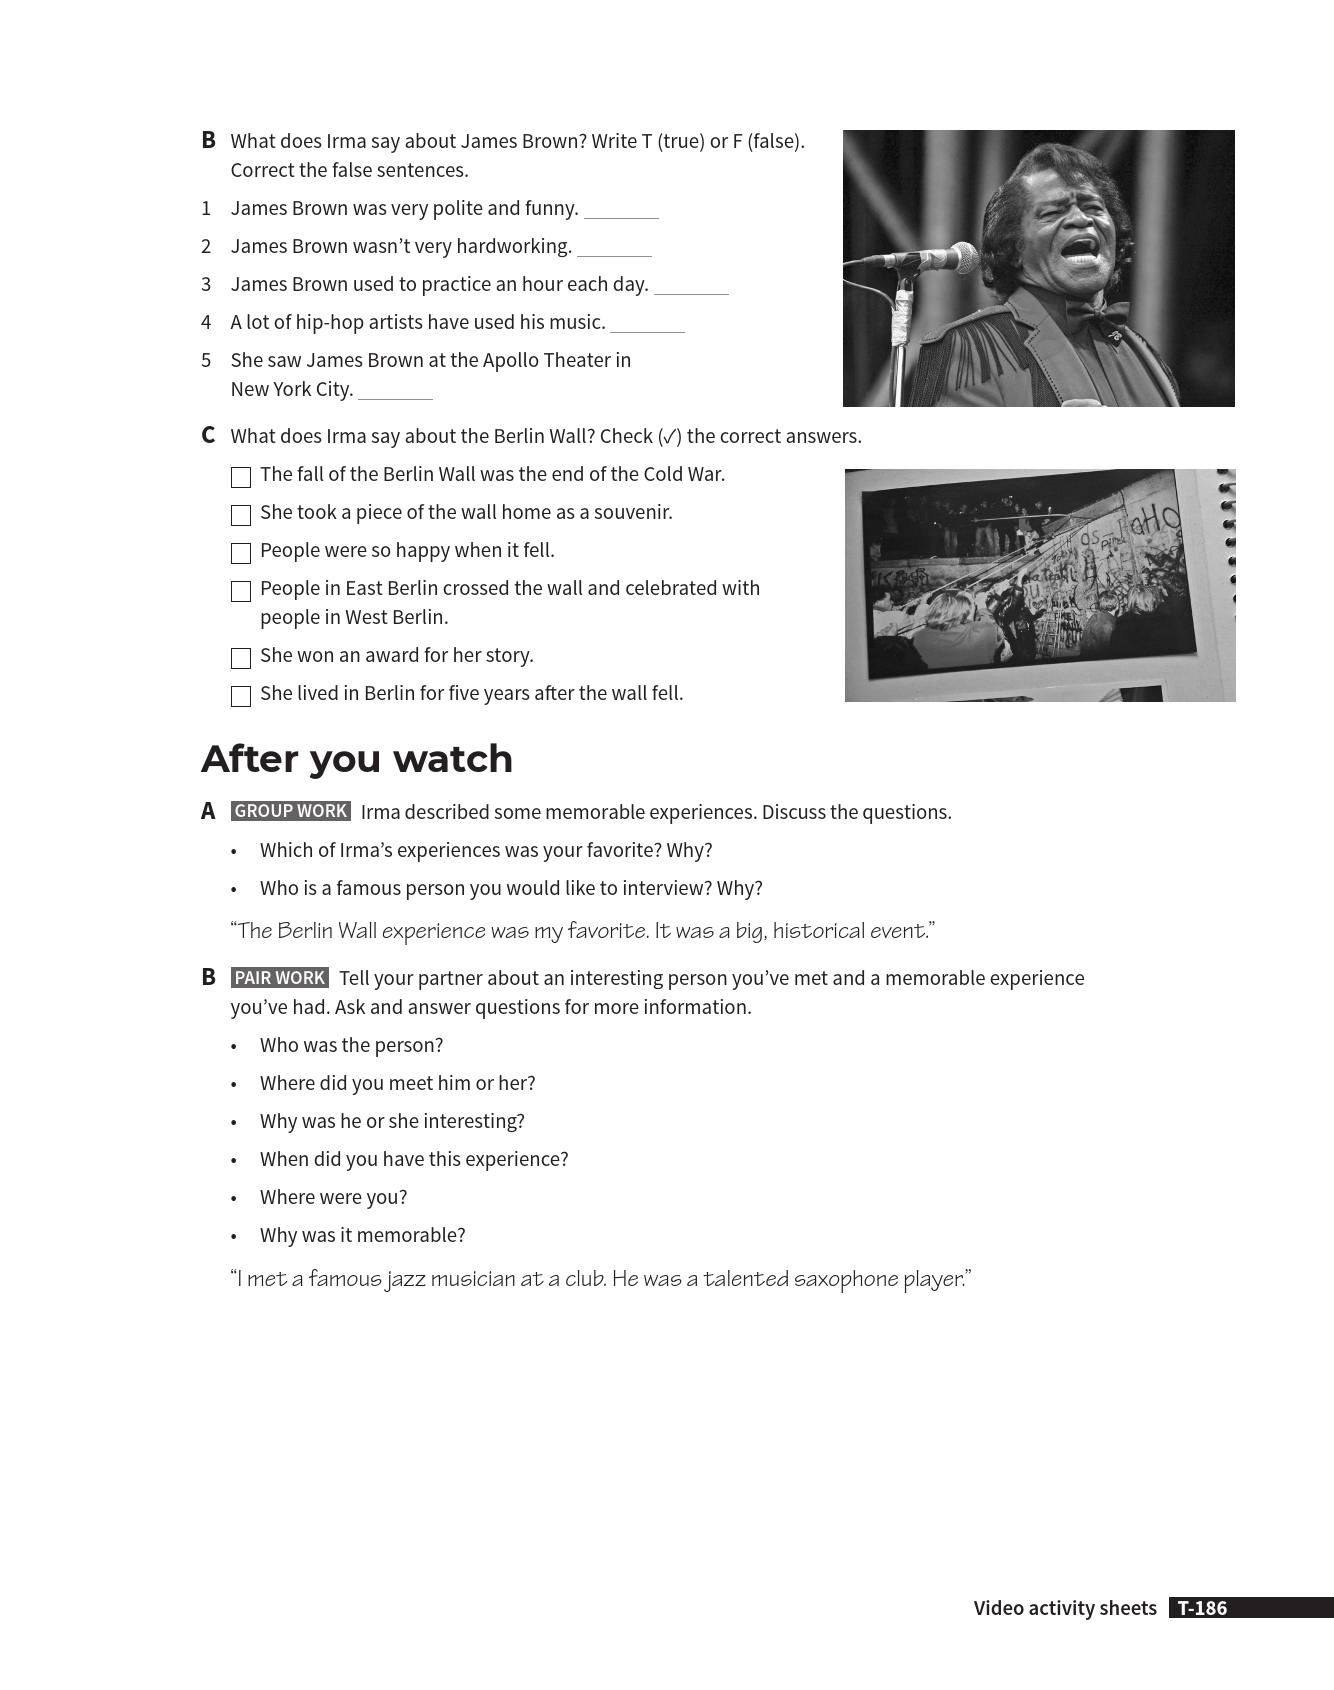 B What does Irma say about James Brown? Write T (true) or F (false).
Correct the false sentences.
1 James Brown was very polite and funny. ________
2 James Brown wasn’t very hardworking. ________
3 James Brown used to practice an hour each day. ________
4 A lot of hip-hop artists have used his music. ________
5 She saw James Brown at the Apollo Theater in
New York City. ________
C What does Irma say about the Berlin Wall? Check (✓) the correct answers.
The fall of the Berlin Wall was the end of the Cold War.
She took a piece of the wall home as a souvenir.
People were so happy when it fell.
People in East Berlin crossed the wall and celebrated with
people in West Berlin.
She won an award for her story.
She lived in Berlin for five years after the wall fell.
After you watch
A GROUP WORK Irma described some memorable experiences. Discuss the questions.
• Which of Irma’s experiences was your favorite? Why?
• Who is a famous person you would like to interview? Why?
“The Berlin Wall experience was my favorite. It was a big, historical event.”
B PAIR WORK Tell your partner about an interesting person you’ve met and a memorable experience
you’ve had. Ask and answer questions for more information.
• Who was the person?
• Where did you meet him or her?
• Why was he or she interesting?
• When did you have this experience?
• Where were you?
• Why was it memorable?
“I met a famous jazz musician at a club. He was a talented saxophone player.”
Video activity sheets T-186